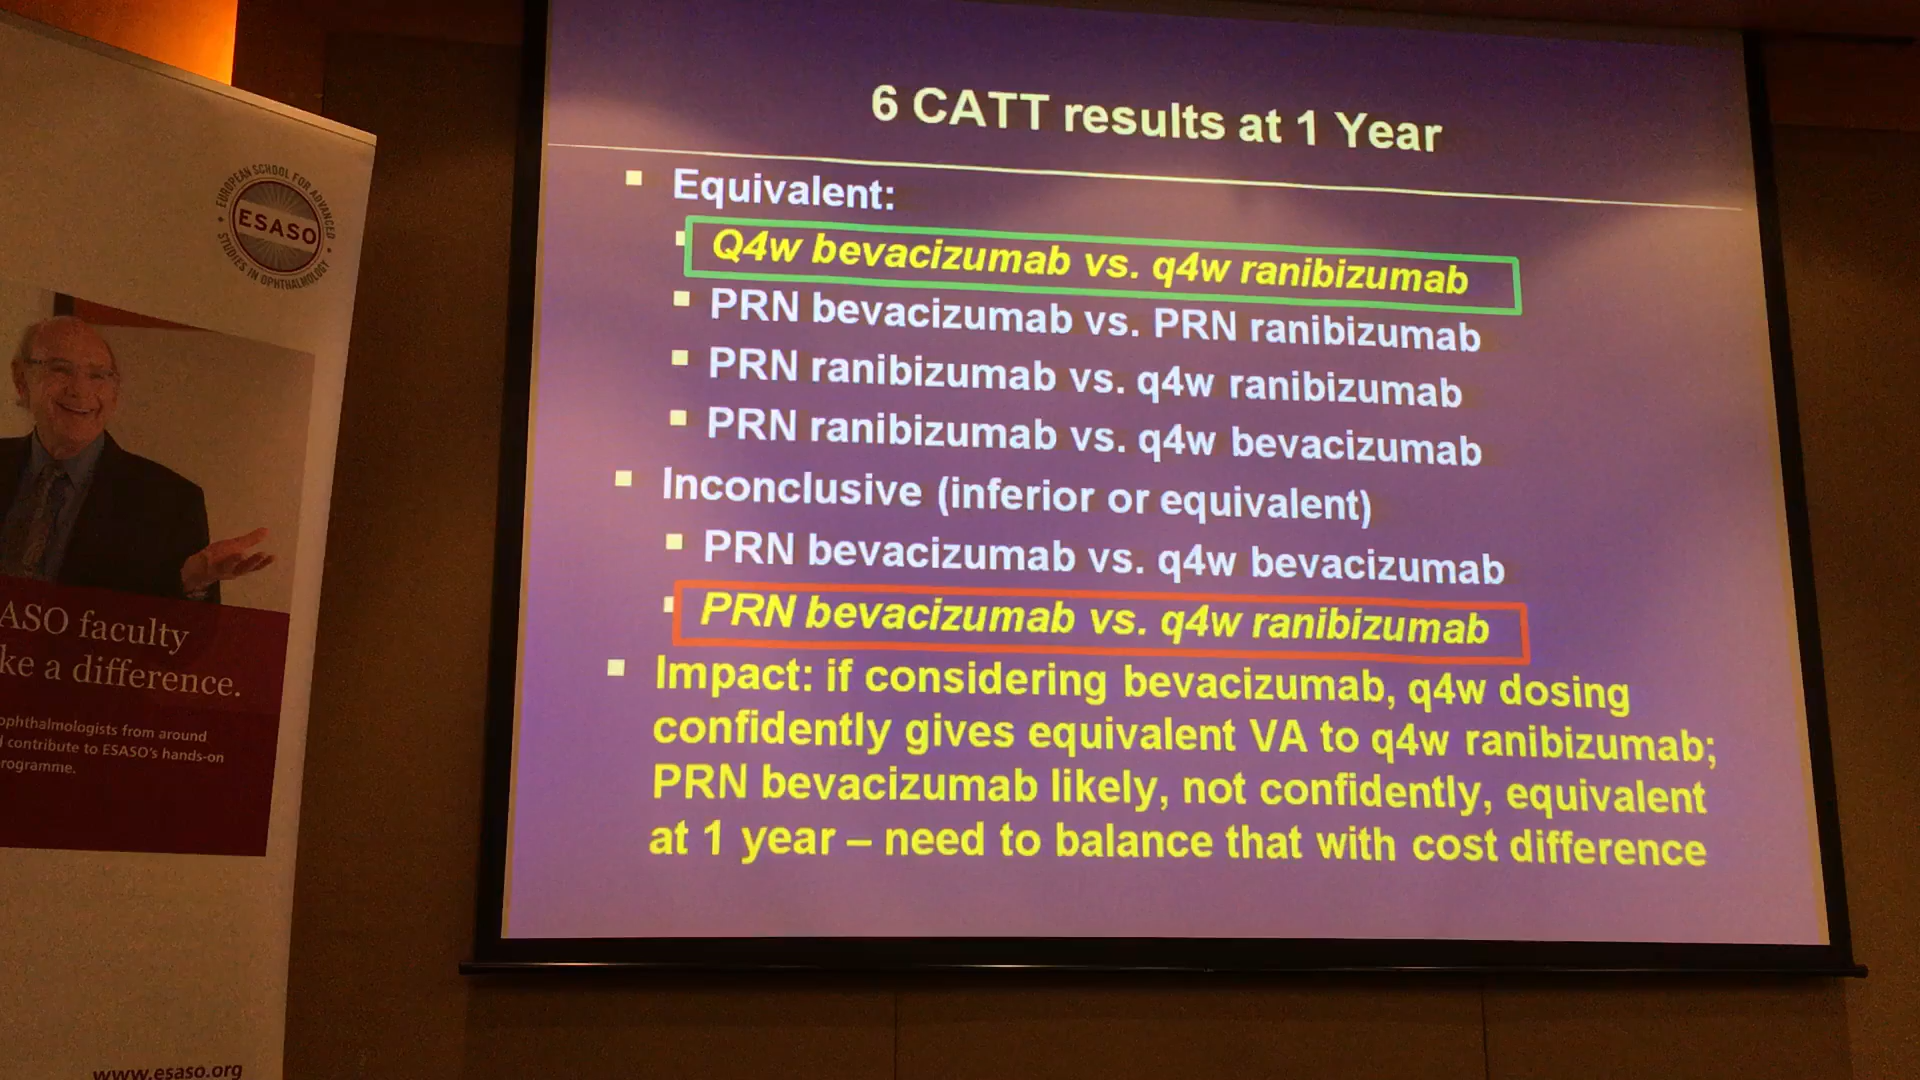 EUROPEAN SCHOOL FOR ADVANCED
STUDIES IN OPHTHALMOLOGY
ESASO
ASO faculty
ke a difference.
ophthalmologists from around
contribute to ESASO's hands-on
rogramme.
www.esaso.org
6 CATT results at 1 Year
Equivalent:
Q4w bevacizumab vs. q4w ranibizumab
PRN bevacizumab vs. PRN ranibizumab
PRN ranibizumab vs. q4w ranibizumab
PRN ranibizumab vs. q4w bevacizumab
Inconclusive (inferior or equivalent)
PRN bevacizumab vs. q4w bevacizumab
PRN bevacizumab vs. q4w ranibizumab
Impact: if considering bevacizumab, q4w dosing
confidently gives equivalent VA to q4w ranibizumab;
PRN bevacizumab likely, not confidently, equivalent
at 1 year – need to balance that with cost difference